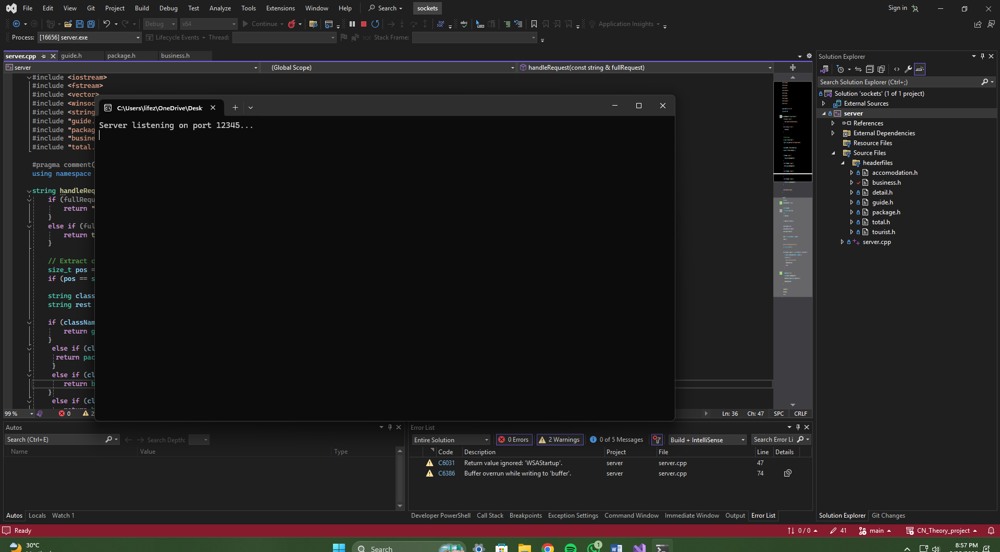 File Edit View Git Project Build Debug Test Analyze Tools Extensions Window Help Search sockets Sign in
Debug x64 Continue Application Insights
Process: [16656] server.exe Lifecycle Events Thread: Stack Frame:
server.cpp guide.h package.h business.h
server (Global Scope) handleRequest(const string & fullRequest)
#include <iostream>
#include <fstream>
#include <vector>
#include <winsoc
#include <string
#include "guide.
#include "packag
#include "busine
#include "total.
#pragma comment(
using namespace
string handleReq
if (fullRequ
return "
}
else if (ful
return t
}
// Extract c
size_t pos =
if (pos == s
string class
string rest
if (classNam
return g
}
else if (cl
return pac
}
else if (cl
return b
}
else if (cl
C:\Users\lifez\OneDrive\Desk
Server listening on port 12345...
99 % 0 2 Ln: 36 Ch: 47 SPC CRLF
Solution Explorer
Search Solution Explorer (Ctrl+;)
Solution 'sockets' (1 of 1 project)
External Sources
server
References
External Dependencies
Resource Files
Source Files
headerfiles
accomodation.h
business.h
detail.h
guide.h
package.h
total.h
tourist.h
server.cpp
Autos
Search (Ctrl+E) Search Depth:
Name Value Type
Autos Locals Watch 1
Error List
Entire Solution 0 Errors 2 Warnings 0 of 5 Messages Build + IntelliSense Search Error Li
Code Description Project File Line Details
C6031 Return value ignored: 'WSAStartup'. server server.cpp 47
C6386 Buffer overrun while writing to 'buffer'. server server.cpp 74
Developer PowerShell Call Stack Breakpoints Exception Settings Command Window Immediate Window Output Error List
Solution Explorer Git Changes
Ready 0 / 0 41 main CN_Theory_project
30°C
Search
1
8:57 PM